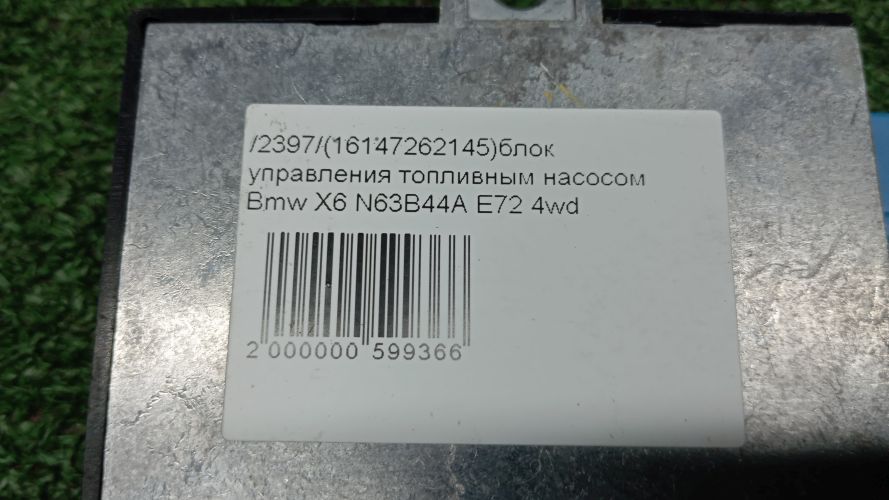 /2397/(16147262145)блок
управления топливным насосом
Bmw X6 N63B44A E72 4wd
2 000000 599366